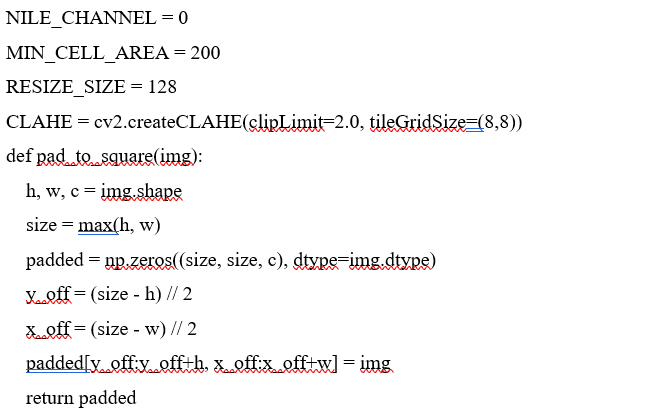 NILE_CHANNEL = 0
MIN_CELL_AREA = 200
RESIZE_SIZE = 128
CLAHE = cv2.createCLAHE(clipLimit=2.0, tileGridSize=(8,8))
def pad_to_square(img):
    h, w, c = img.shape
    size = max(h, w)
    padded = np.zeros((size, size, c), dtype=img.dtype)
    y_off = (size - h) // 2
    x_off = (size - w) // 2
    padded[y_off:y_off+h, x_off:x_off+w] = img
    return padded